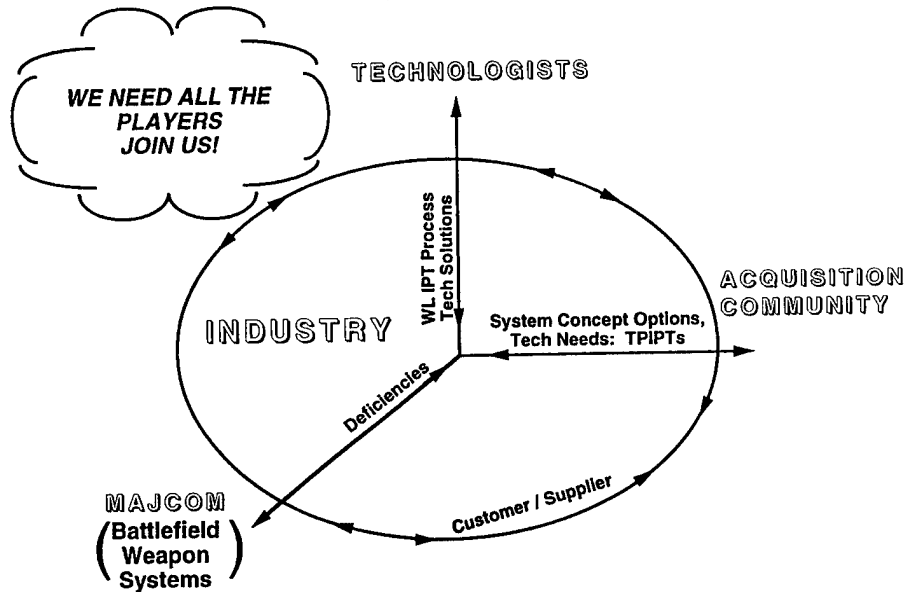 WE NEED ALL THE
PLAYERS
JOIN US!
TECHNOLOGISTS
WL IPT Process
Tech Solutions
ACQUISITION
COMMUNITY
INDUSTRY
System Concept Options,
Tech Needs: TPIPTs
Deficiencies
Customer / Supplier
MAJCOM
(Battlefield
Weapon
Systems)